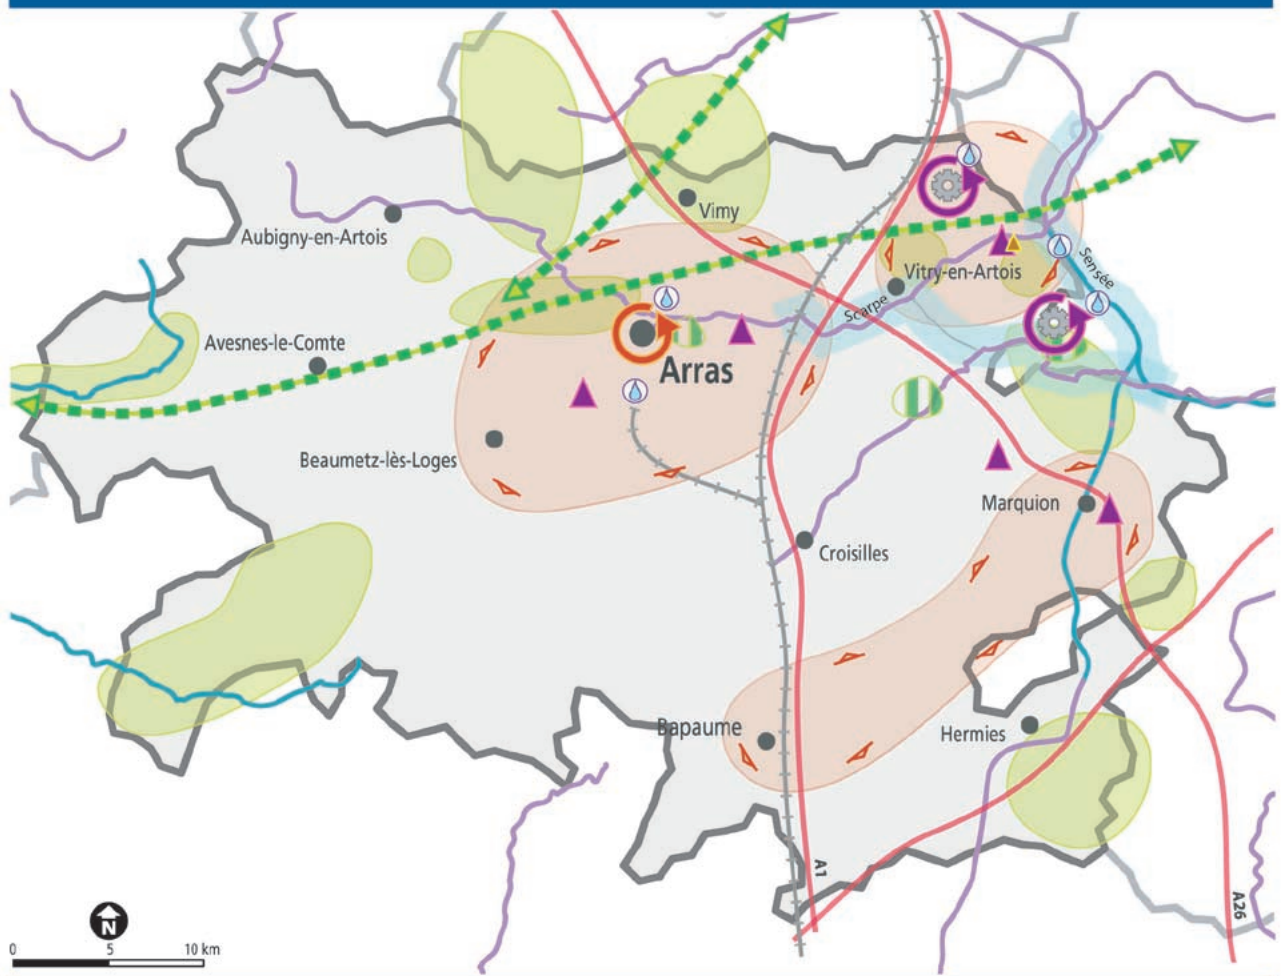 Vimy
Aubigny-en-Artois
Vitry-en-Artois
Sensée
Scarpe
Avesnes-le-Comte
Arras
Beaumetz-lès-Loges
Marquion
Croisilles
Bapaume
Hermies
A1
A26
N
0 5 10 km